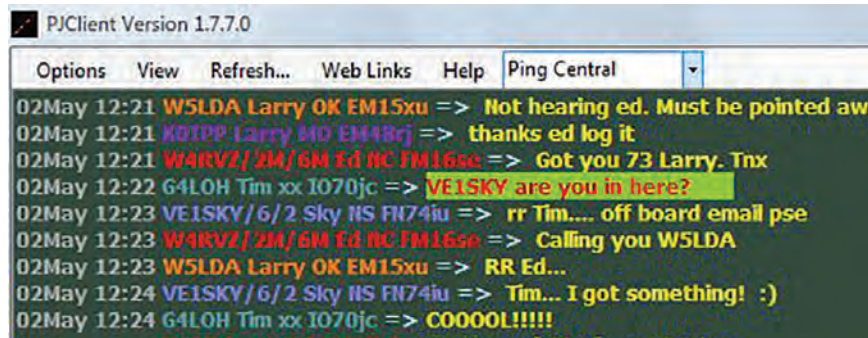 PJClient Version 1.7.7.0
Options View Refresh... Web Links Help Ping Central
02May 12:21 W5LDA Larry OK EM15xu => Not hearing ed. Must be pointed aw
02May 12:21 K0TPP Larry MO EM48rj => thanks ed log it
02May 12:21 W4RVZ/2M/6M Ed NC FM16se => Got you 73 Larry. Tnx
02May 12:22 G4LOH Tim xx IO70jc => VE1SKY are you in here?
02May 12:23 VE1SKY/6/2 Sky NS FN74iu => rr Tim.... off board email pse
02May 12:23 W4RVZ/2M/6M Ed NC FM16se => Calling you W5LDA
02May 12:23 W5LDA Larry OK EM15xu => RR Ed...
02May 12:24 VE1SKY/6/2 Sky NS FN74iu => Tim... I got something! :)
02May 12:24 G4LOH Tim xx IO70jc => COOOOL!!!!!